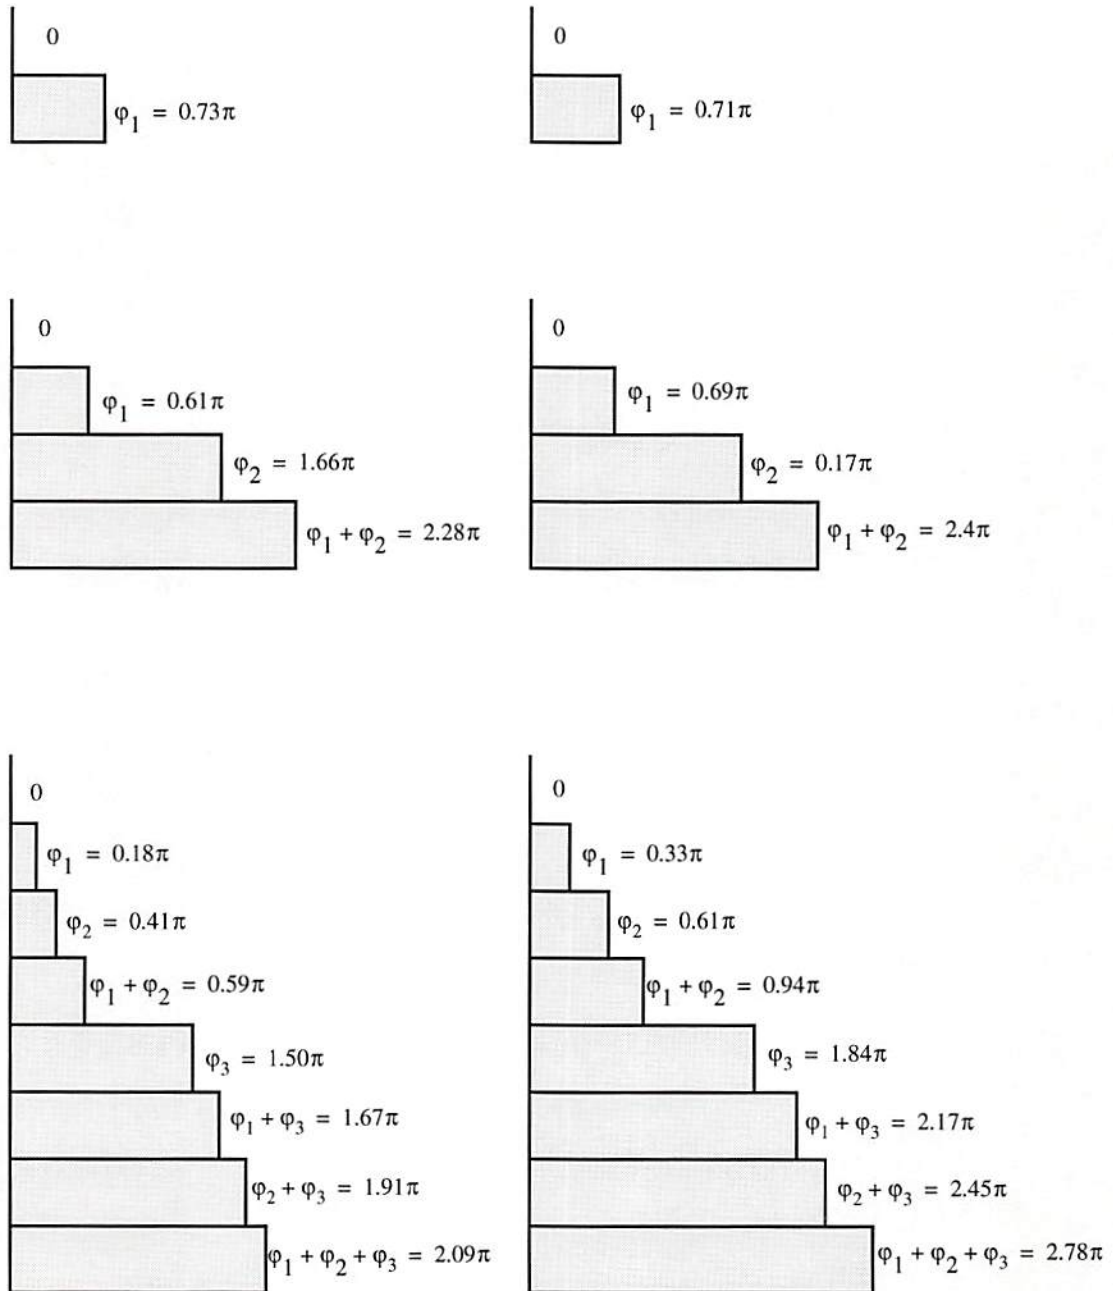 0
φ1 = 0.73π
0
φ1 = 0.71π
0
φ1 = 0.61π
φ2 = 1.66π
φ1 + φ2 = 2.28π
0
φ1 = 0.69π
φ2 = 0.17π
φ1 + φ2 = 2.4π
0
φ1 = 0.18π
φ2 = 0.41π
φ1 + φ2 = 0.59π
φ3 = 1.50π
φ1 + φ3 = 1.67π
φ2 + φ3 = 1.91π
φ1 + φ2 + φ3 = 2.09π
0
φ1 = 0.33π
φ2 = 0.61π
φ1 + φ2 = 0.94π
φ3 = 1.84π
φ1 + φ3 = 2.17π
φ2 + φ3 = 2.45π
φ1 + φ2 + φ3 = 2.78π